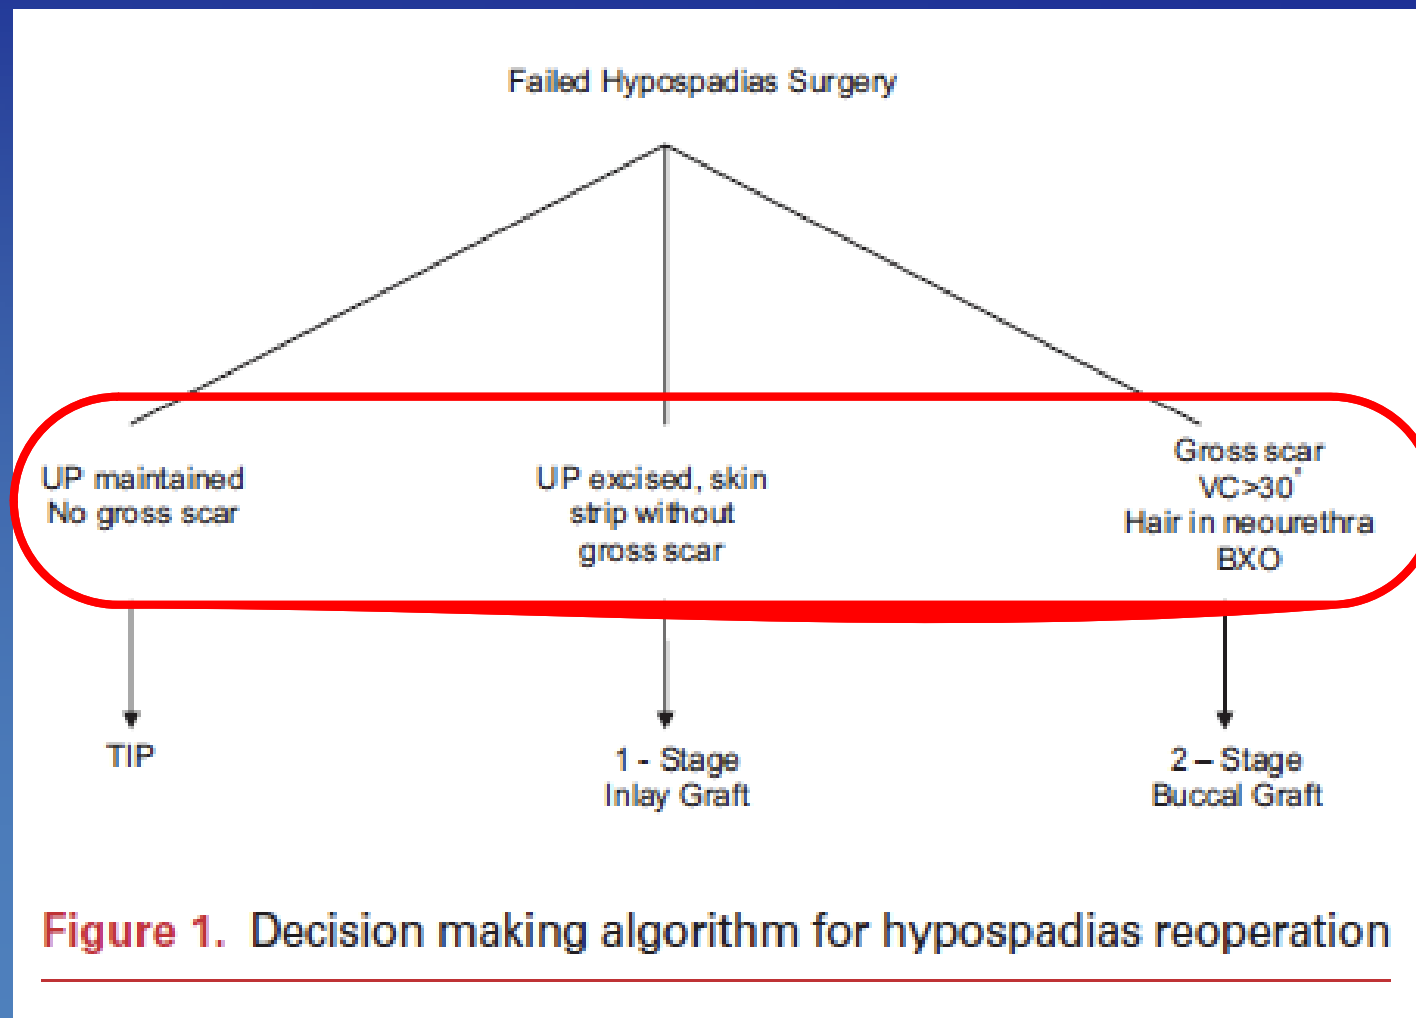 Failed Hypospadias Surgery
UP maintained
No gross scar
UP excised, skin
strip without
gross scar
Gross scar
VC>30°
Hair in neourethra
BXO
TIP
1 - Stage
Inlay Graft
2 – Stage
Buccal Graft
Figure 1. Decision making algorithm for hypospadias reoperation